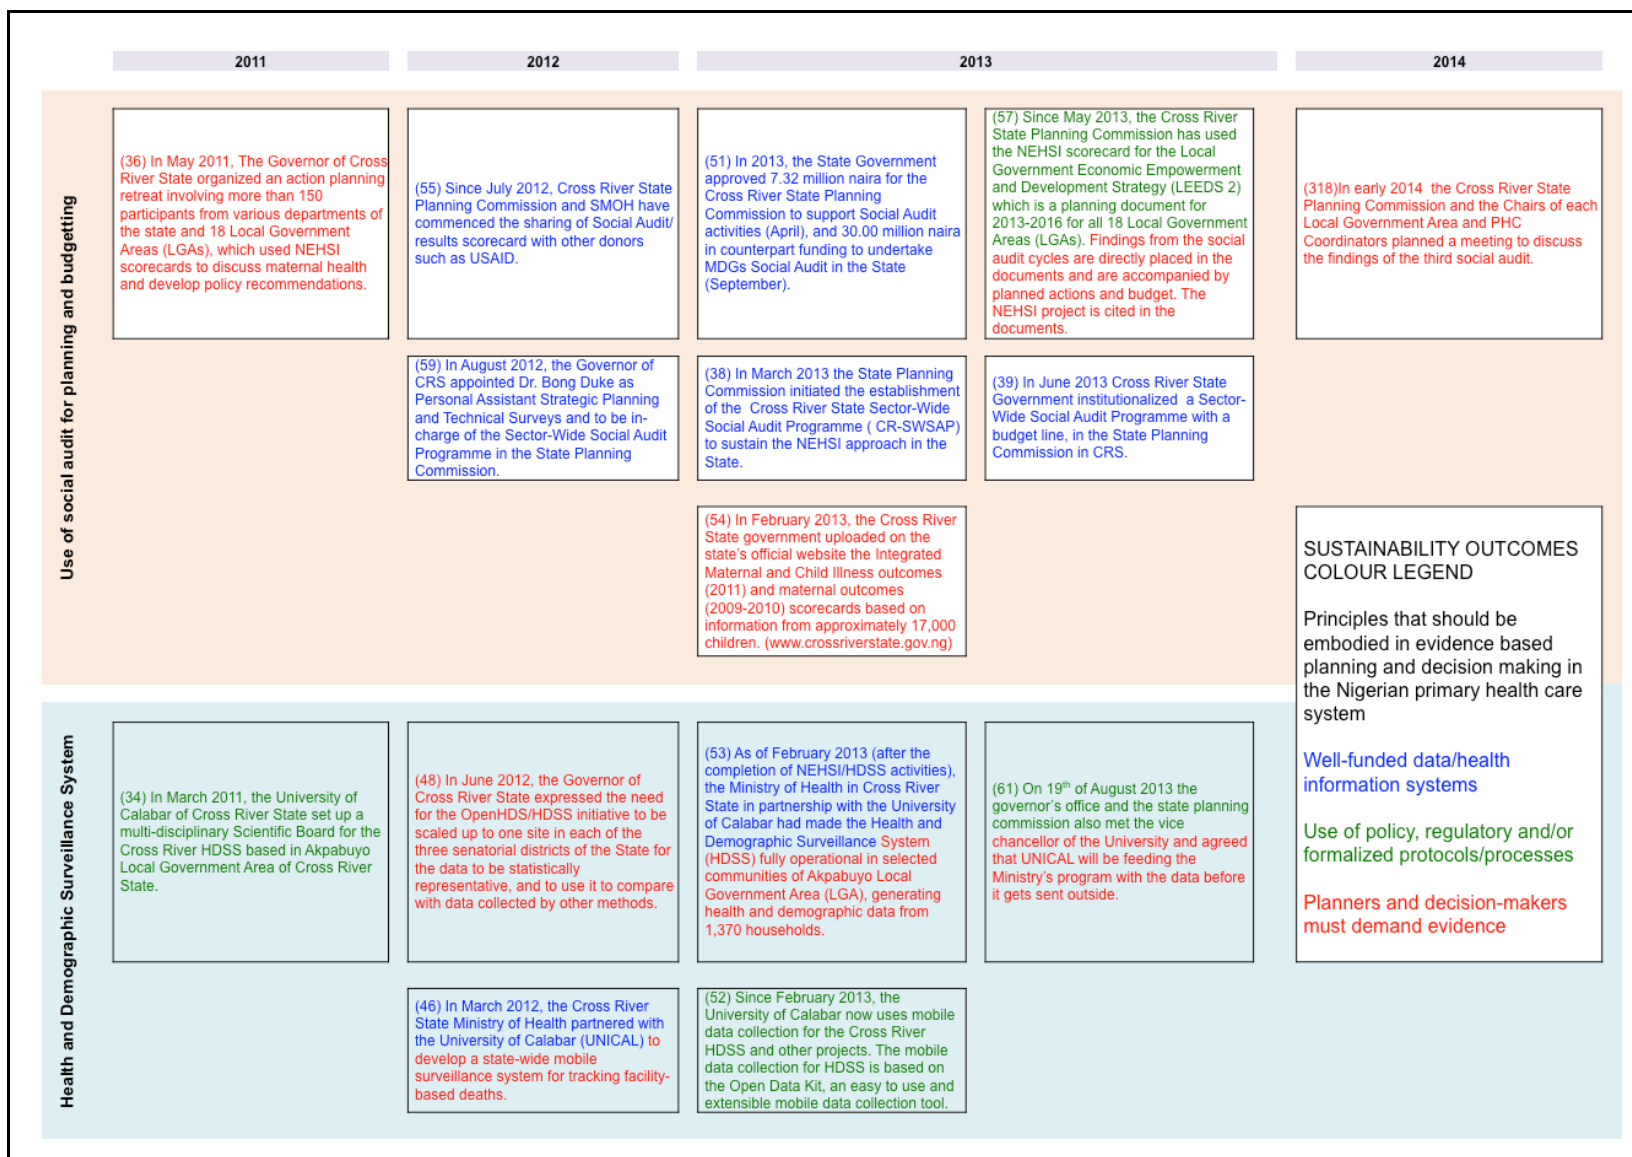 2011
2012
2013
2014
Use of social audit for planning and budgeting
(36) In May 2011, The Governor of Cross
River State organized an action planning
retreat involving more than 150
participants from various departments of
the state and 18 Local Government
Areas (LGAs), which used NEHSI
scorecards to discuss maternal health
and develop policy recommendations.
(55) Since July 2012, Cross River State
Planning Commission and SMOH have
commenced the sharing of Social Audit/
results scorecard with other donors
such as USAID.
(51) In 2013, the State Government
approved 7.32 million naira for the
Cross River State Planning
Commission to support Social Audit
activities (April), and 30.00 million naira
in counterpart funding to undertake
MDGs Social Audit in the State
(September).
(57) Since May 2013, the Cross River
State Planning Commission has used
the NEHSI scorecard for the Local
Government Economic Empowerment
and Development Strategy (LEEDS 2)
which is a planning document for
2013-2016 for all 18 Local Government
Areas (LGAs). Findings from the social
audit cycles are directly placed in the
documents and are accompanied by
planned actions and budget. The
NEHSI project is cited in the
documents.
(318)In early 2014 the Cross River State
Planning Commission and the Chairs of each
Local Government Area and PHC
Coordinators planned a meeting to discuss
the findings of the third social audit.
(59) In August 2012, the Governor of
CRS appointed Dr. Bong Duke as
Personal Assistant Strategic Planning
and Technical Surveys and to be in-
charge of the Sector-Wide Social Audit
Programme in the State Planning
Commission.
(38) In March 2013 the State Planning
Commission initiated the establishment
of the Cross River State Sector-Wide
Social Audit Programme ( CR-SWSAP)
to sustain the NEHSI approach in the
State.
(39) In June 2013 Cross River State
Government institutionalized a Sector-
Wide Social Audit Programme with a
budget line, in the State Planning
Commission in CRS.
(54) In February 2013, the Cross River
State government uploaded on the
state's official website the Integrated
Maternal and Child Illness outcomes
(2011) and maternal outcomes
(2009-2010) scorecards based on
information from approximately 17,000
children. (www.crossriverstate.gov.ng)
SUSTAINABILITY OUTCOMES
COLOUR LEGEND
Principles that should be
embodied in evidence based
planning and decision making in
the Nigerian primary health care
system
Well-funded data/health
information systems
Use of policy, regulatory and/or
formalized protocols/processes
Planners and decision-makers
must demand evidence
Health and Demographic Surveillance System
(34) In March 2011, the University of
Calabar of Cross River State set up a
multi-disciplinary Scientific Board for the
Cross River HDSS based in Akpabuyo
Local Government Area of Cross River
State.
(48) In June 2012, the Governor of
Cross River State expressed the need
for the OpenHDS/HDSS initiative to be
scaled up to one site in each of the
three senatorial districts of the State for
the data to be statistically
representative, and to use it to compare
with data collected by other methods.
(53) As of February 2013 (after the
completion of NEHSI/HDSS activities),
the Ministry of Health in Cross River
State in partnership with the University
of Calabar had made the Health and
Demographic Surveillance System
(HDSS) fully operational in selected
communities of Akpabuyo Local
Government Area (LGA), generating
health and demographic data from
1,370 households.
(61) On 19th of August 2013 the
governor's office and the state planning
commission also met the vice
chancellor of the University and agreed
that UNICAL will be feeding the
Ministry's program with the data before
it gets sent outside.
(46) In March 2012, the Cross River
State Ministry of Health partnered with
the University of Calabar (UNICAL) to
develop a state-wide mobile
surveillance system for tracking facility-
based deaths.
(52) Since February 2013, the
University of Calabar now uses mobile
data collection for the Cross River
HDSS and other projects. The mobile
data collection for HDSS is based on
the Open Data Kit, an easy to use and
extensible mobile data collection tool.